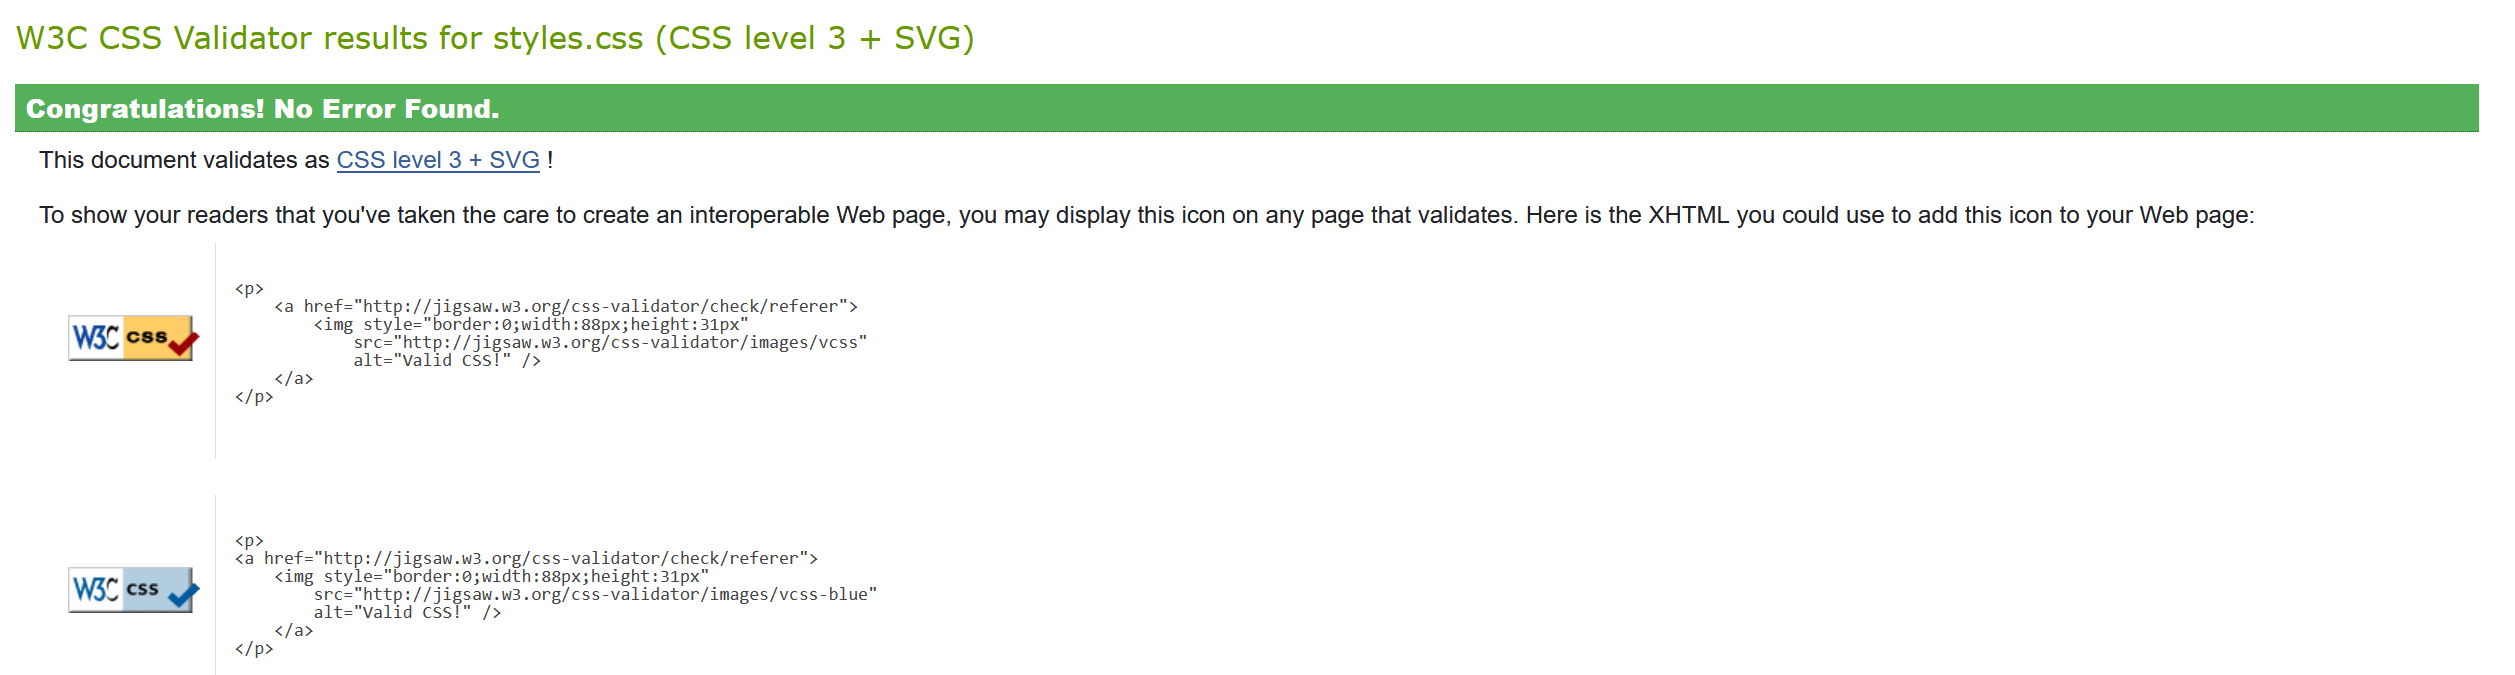 W3C CSS Validator results for styles.css (CSS level 3 + SVG)
Congratulations! No Error Found.
This document validates as CSS level 3 + SVG !
To show your readers that you've taken the care to create an interoperable Web page, you may display this icon on any page that validates. Here is the XHTML you could use to add this icon to your Web page:
W3C css
<p>
    <a href="http://jigsaw.w3.org/css-validator/check/referer">
        <img style="border:0;width:88px;height:31px"
            src="http://jigsaw.w3.org/css-validator/images/vcss"
            alt="Valid CSS!" />
    </a>
</p>
W3C css
<p>
<a href="http://jigsaw.w3.org/css-validator/check/referer">
    <img style="border:0;width:88px;height:31px"
        src="http://jigsaw.w3.org/css-validator/images/vcss-blue"
        alt="Valid CSS!" />
    </a>
</p>